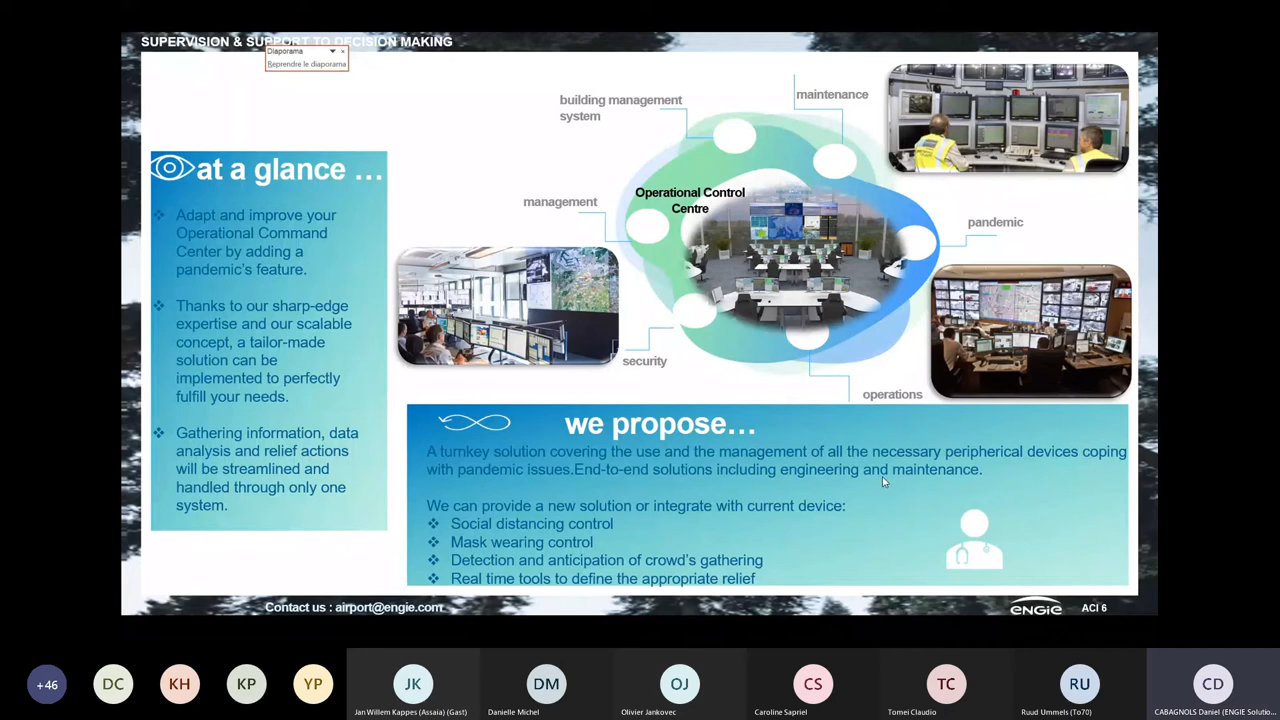 SUPERVISION & SUPPORT TO DECISION MAKING
Diaporama
Reprendre le diaporama
at a glance …
Adapt and improve your
Operational Command
Center by adding a
pandemic's feature.
Thanks to our sharp-edge
expertise and our scalable
concept, a tailor-made
solution can be
implemented to perfectly
fulfill your needs.
Gathering information, data
analysis and relief actions
will be streamlined and
handled through only one
system.
building management
system
maintenance
management
Operational Control
Centre
pandemic
security
operations
we propose…
A turnkey solution covering the use and the management of all the necessary peripherical devices coping
with pandemic issues.End-to-end solutions including engineering and maintenance.
We can provide a new solution or integrate with current device:
Social distancing control
Mask wearing control
Detection and anticipation of crowd's gathering
Real time tools to define the appropriate relief
Contact us : airport@engie.com
ENGIE
ACI 6
+46
DC
KH
KP
YP
JK
DM
OJ
CS
TC
RU
CD
Jan Willem Kappes (Assaia) (Gast)
Danielle Michel
Olivier Jankovec
Caroline Sapriel
Tomei Claudio
Ruud Ummels (To70)
CABAGNOLS Daniel (ENGIE Solutio...